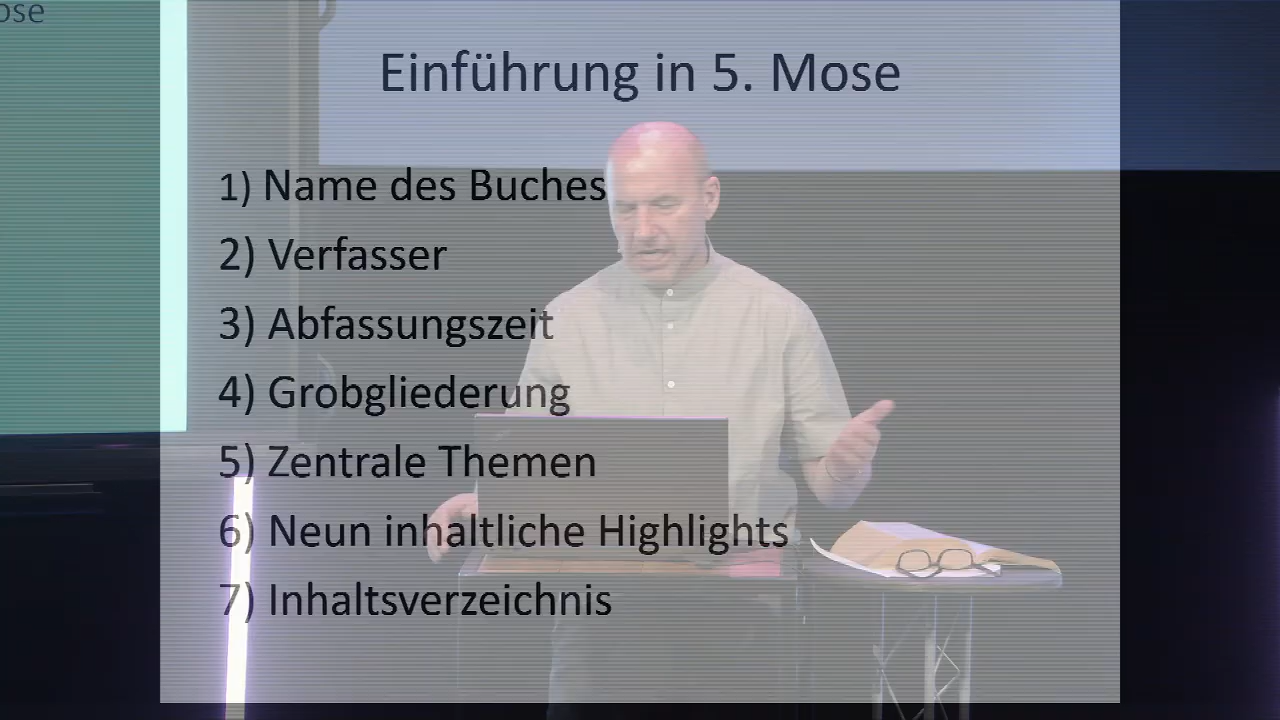 ose
Einführung in 5. Mose
1) Name des Buches
2) Verfasser
3) Abfassungszeit
4) Grobgliederung
5) Zentrale Themen
6) Neun inhaltliche Highlights
7) Inhaltsverzeichnis